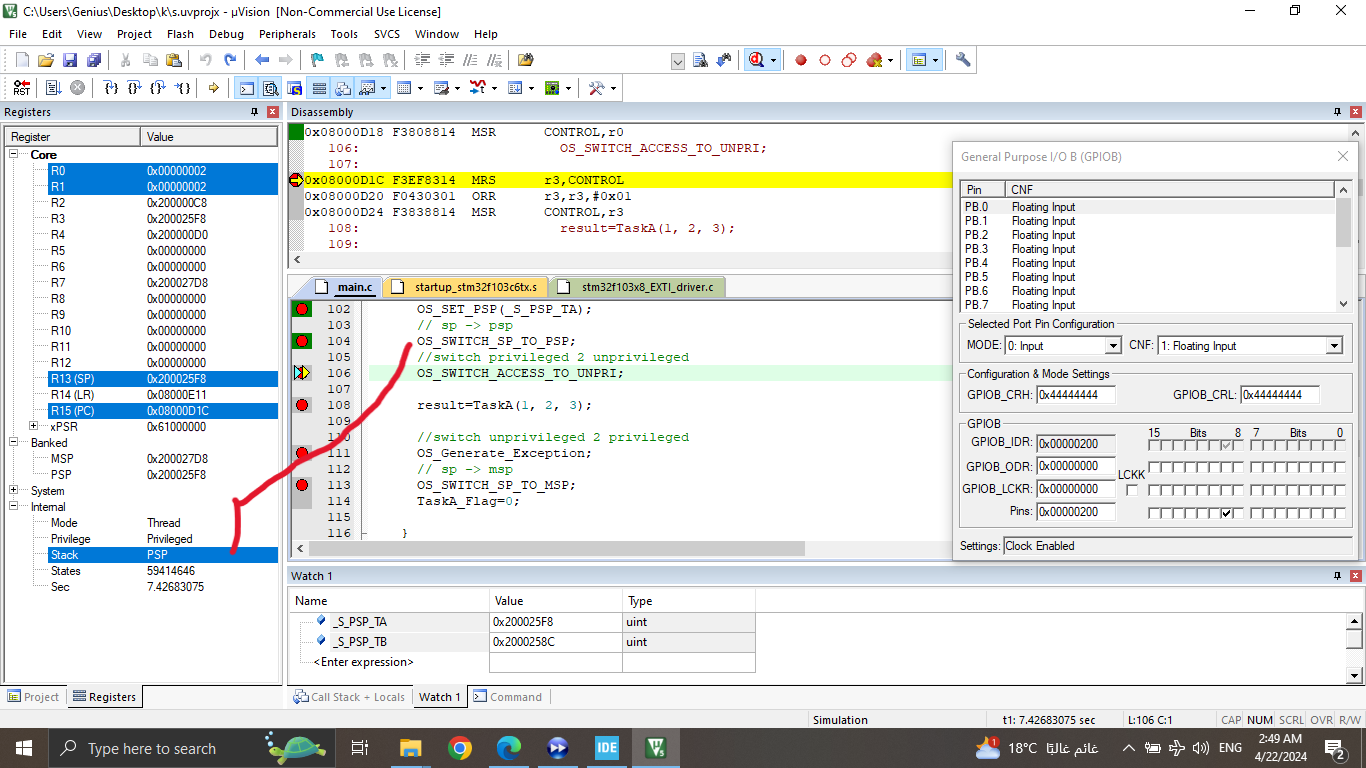 C:\Users\Genius\Desktop\k\s.uvprojx - µVision  [Non-Commercial Use License]
File Edit View Project Flash Debug Peripherals Tools SVCS Window Help
RST
Registers
Register Value
Core
R0 0x00000002
R1 0x00000002
R2 0x200000C8
R3 0x200025F8
R4 0x200000D0
R5 0x00000000
R6 0x00000000
R7 0x200027D8
R8 0x00000000
R9 0x00000000
R10 0x00000000
R11 0x00000000
R12 0x00000000
R13 (SP) 0x200025F8
R14 (LR) 0x08000E11
R15 (PC) 0x08000D1C
xPSR 0x61000000
Banked
MSP 0x200027D8
PSP 0x200025F8
System
Internal
Mode Thread
Privilege Privileged
Stack PSP
States 59414646
Sec 7.42683075
Project Registers
Disassembly
0x08000D18 F3808814 MSR CONTROL,r0
106: OS_SWITCH_ACCESS_TO_UNPRI;
107:
0x08000D1C F3EF8314 MRS r3,CONTROL
0x08000D20 F0430301 ORR r3,r3,#0x01
0x08000D24 F3838814 MSR CONTROL,r3
108: result=TaskA(1, 2, 3);
109:
main.c startup_stm32f103c6tx.s stm32f103x8_EXTI_driver.c
102 OS_SET_PSP(_S_PSP_TA);
103 // sp -> psp
104 OS_SWITCH_SP_TO_PSP;
105 //switch privileged 2 unprivileged
106 OS_SWITCH_ACCESS_TO_UNPRI;
107
108 result=TaskA(1, 2, 3);
109
110 //switch unprivileged 2 privileged
111 OS_Generate_Exception;
112 // sp -> msp
113 OS_SWITCH_SP_TO_MSP;
114 TaskA_Flag=0;
115
116 }
General Purpose I/O B (GPIOB)
Pin CNF
PB.0 Floating Input
PB.1 Floating Input
PB.2 Floating Input
PB.3 Floating Input
PB.4 Floating Input
PB.5 Floating Input
PB.6 Floating Input
PB.7 Floating Input
Selected Port Pin Configuration
MODE: 0: Input CNF: 1: Floating Input
Configuration & Mode Settings
GPIOB_CRH: 0x44444444 GPIOB_CRL: 0x44444444
GPIOB
15 Bits 8 7 Bits 0
GPIOB_IDR: 0x00000200
GPIOB_ODR: 0x00000000
LCKK
GPIOB_LCKR: 0x00000000
Pins: 0x00000200
Settings: Clock Enabled
Watch 1
Name Value Type
_S_PSP_TA 0x200025F8 uint
_S_PSP_TB 0x2000258C uint
<Enter expression>
Call Stack + Locals Watch 1 Command
Simulation t1: 7.42683075 sec L:106 C:1 CAP NUM SCRL OVR R/W
Type here to search
IDE
1
18°C غائم غالبًا
ENG
2:49 AM
4/22/2024
2